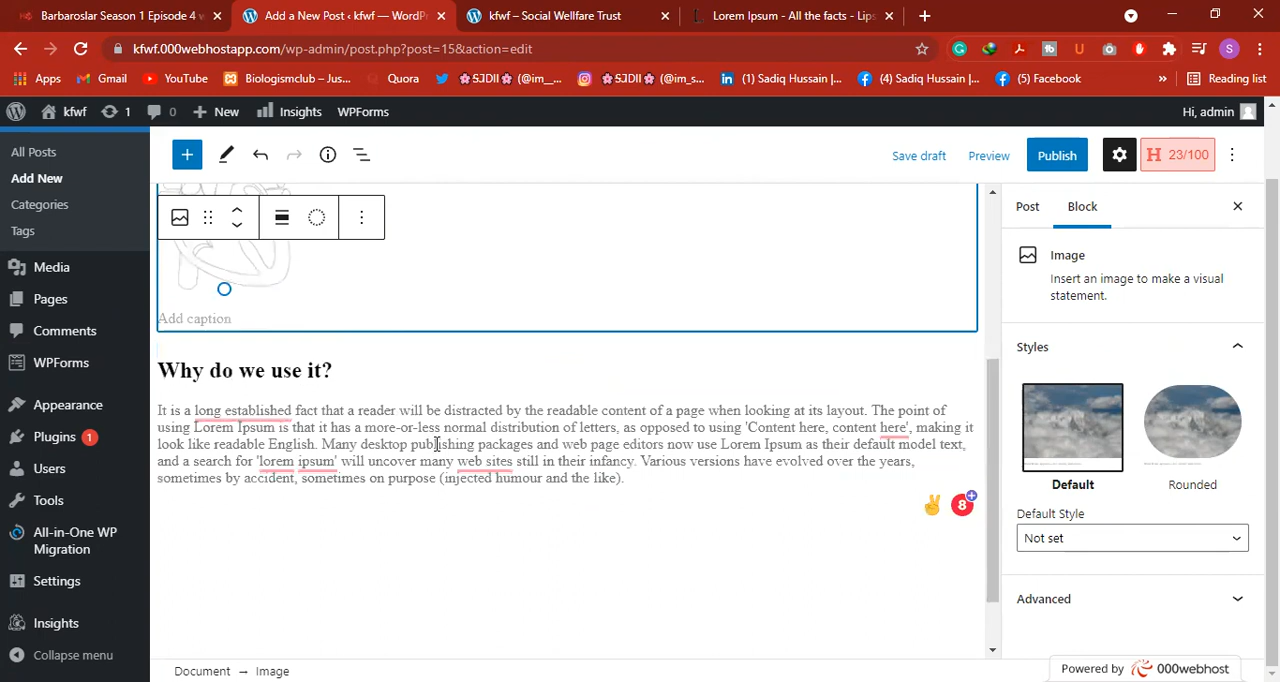 Barbaroslar Season 1 Episode 4 v
Add a New Post ‹ kfwf — WordPr
kfwf – Social Wellfare Trust
Lorem Ipsum - All the facts - Lips
kfwf.000webhostapp.com/wp-admin/post.php?post=15&action=edit
S
Apps
Gmail
YouTube
Biologismclub – Jus...
Quora
🌸SJDII🌸 (@im_...
🌸SJDII🌸 (@im_s...
(1) Sadiq Hussain |...
(4) Sadiq Hussain |...
(5) Facebook
»
Reading list
kfwf
1
0
New
Insights
WPForms
Hi, admin
All Posts
Add New
Categories
Tags
Media
Pages
Comments
WPForms
Appearance
Plugins 1
Users
Tools
All-in-One WP
Migration
Settings
Insights
Collapse menu
Save draft
Preview
Publish
H 23/100
Add caption
Why do we use it?
It is a long established fact that a reader will be distracted by the readable content of a page when looking at its layout. The point of
using Lorem Ipsum is that it has a more-or-less normal distribution of letters, as opposed to using 'Content here, content here', making it
look like readable English. Many desktop publishing packages and web page editors now use Lorem Ipsum as their default model text,
and a search for 'lorem ipsum' will uncover many web sites still in their infancy. Various versions have evolved over the years,
sometimes by accident, sometimes on purpose (injected humour and the like).
8
Post
Block
Image
Insert an image to make a visual
statement.
Styles
Default
Rounded
Default Style
Not set
Advanced
Document → Image
Powered by 000webhost